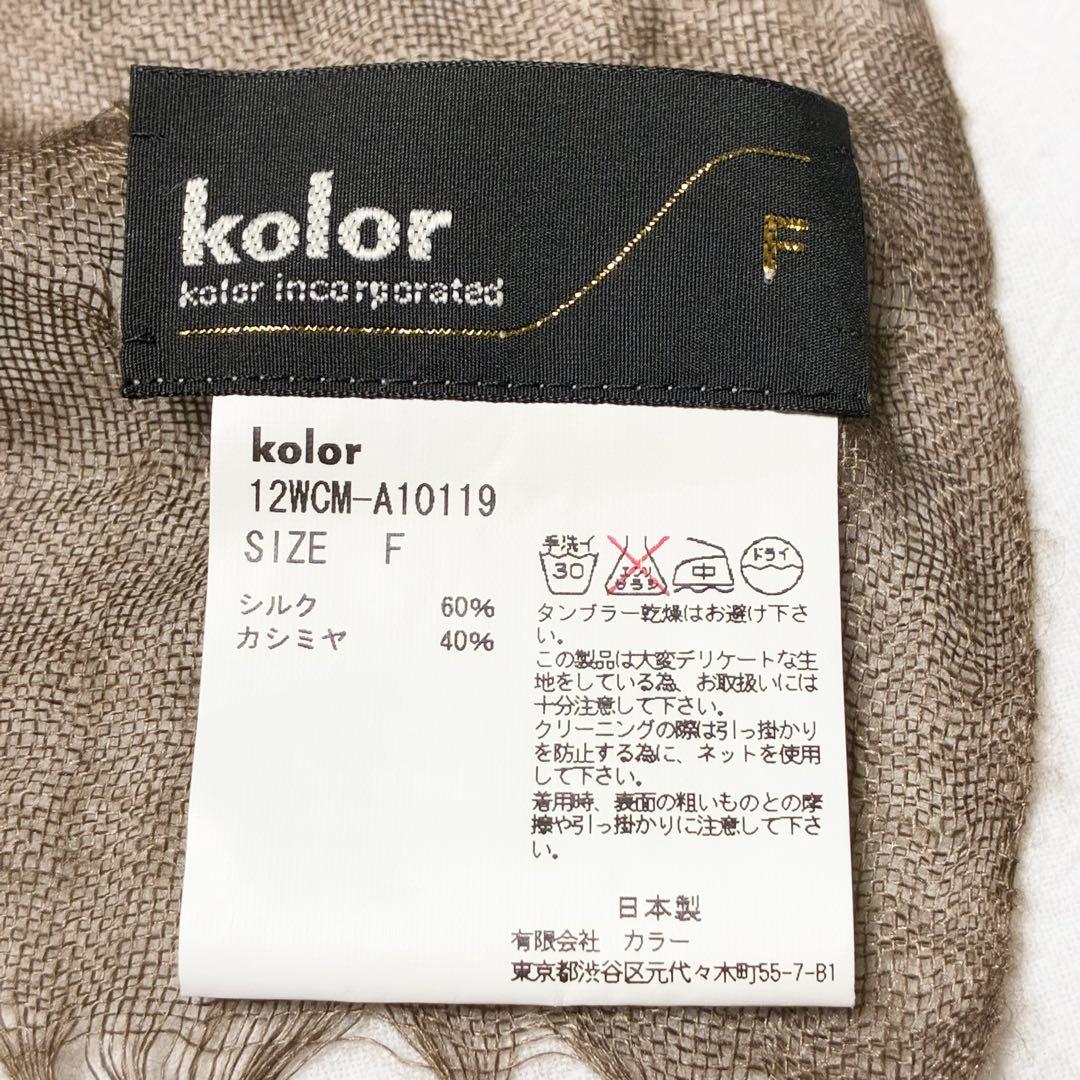 kolor
kolor incorporated
F
kolor
12WCM-A10119
SIZE F
シルク 60%
カシミヤ 40%
手洗イ
30
エンソ
サラシ
中
ドライ
タンブラー乾燥はお避け下さ
い。
この製品は大変デリケートな生
地をしている為、お取扱いには
十分注意して下さい。
クリーニングの際は引っ掛かり
を防止する為に、ネットを使用
して下さい。
着用時、表面の粗いものとの摩
擦や引っ掛かりに注意して下さ
い。
日本製
有限会社 カラー
東京都渋谷区元代々木町55-7-B1